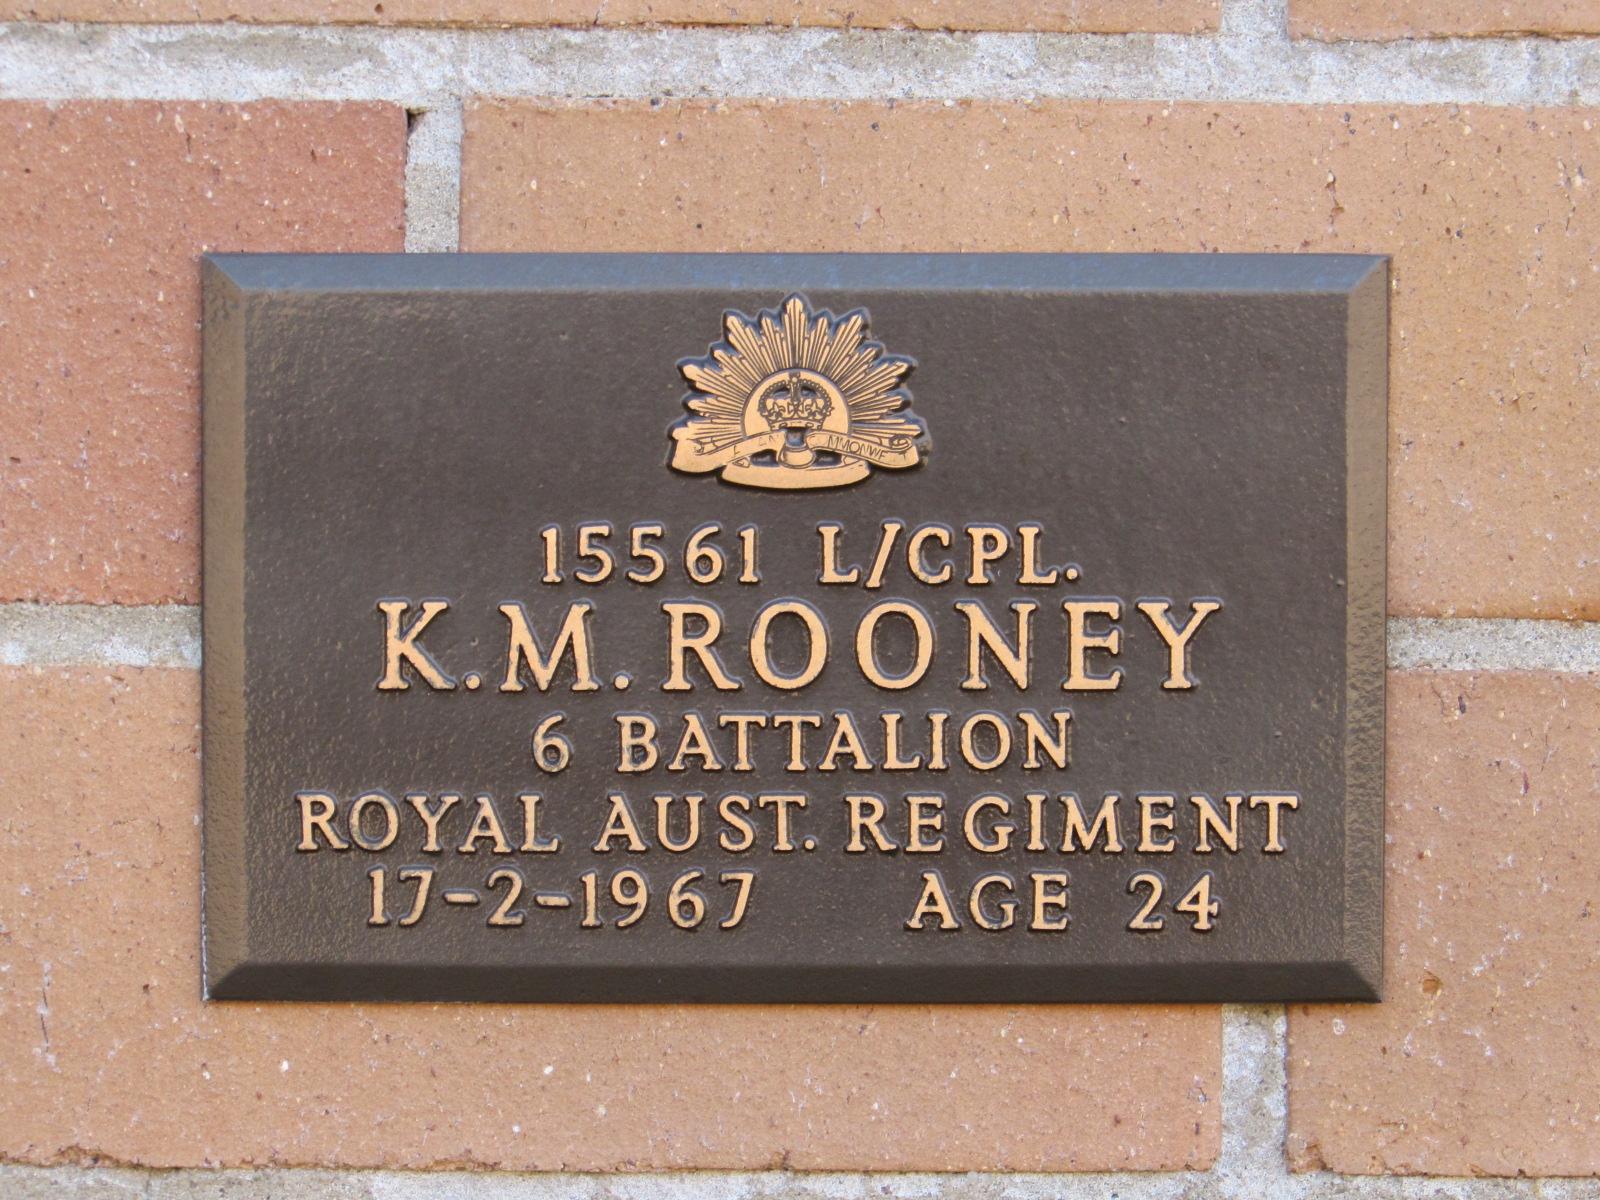 15561 L/CPL.
K.M. ROONEY
6 BATTALION
ROYAL AUST. REGIMENT
17-2-1967 AGE 24